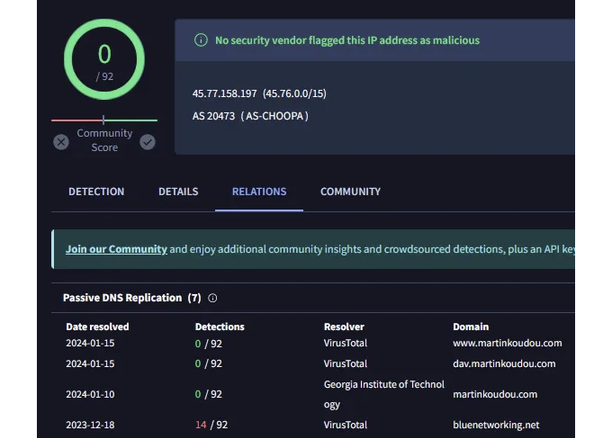 0
/ 92
Community
Score
No security vendor flagged this IP address as malicious
45.77.158.197 (45.76.0.0/15)
AS 20473 ( AS-CHOOPA )
DETECTION DETAILS RELATIONS COMMUNITY
Join our Community and enjoy additional community insights and crowdsourced detections, plus an API key
Passive DNS Replication (7)
Date resolved Detections Resolver Domain
2024-01-15 0 / 92 VirusTotal www.martinkoudou.com
2024-01-15 0 / 92 VirusTotal dav.martinkoudou.com
2024-01-10 0 / 92 Georgia Institute of Technol
ogy martinkoudou.com
2023-12-18 14 / 92 VirusTotal bluenetworking.net